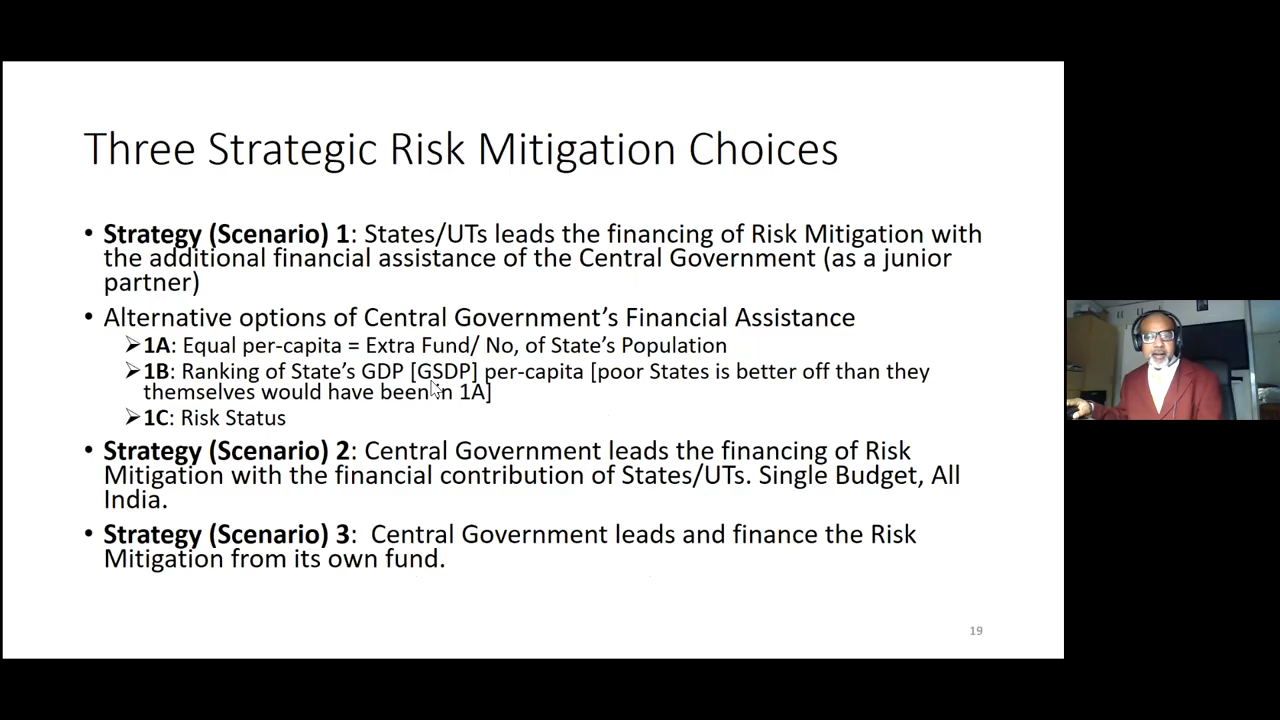 Three Strategic Risk Mitigation Choices
• Strategy (Scenario) 1: States/UTs leads the financing of Risk Mitigation with
the additional financial assistance of the Central Government (as a junior
partner)
• Alternative options of Central Government's Financial Assistance
➢1A: Equal per-capita = Extra Fund/ No, of State's Population
➢1B: Ranking of State's GDP [GSDP] per-capita [poor States is better off than they
themselves would have been in 1A]
➢1C: Risk Status
• Strategy (Scenario) 2: Central Government leads the financing of Risk
Mitigation with the financial contribution of States/UTs. Single Budget, All
India.
• Strategy (Scenario) 3: Central Government leads and finance the Risk
Mitigation from its own fund.
19